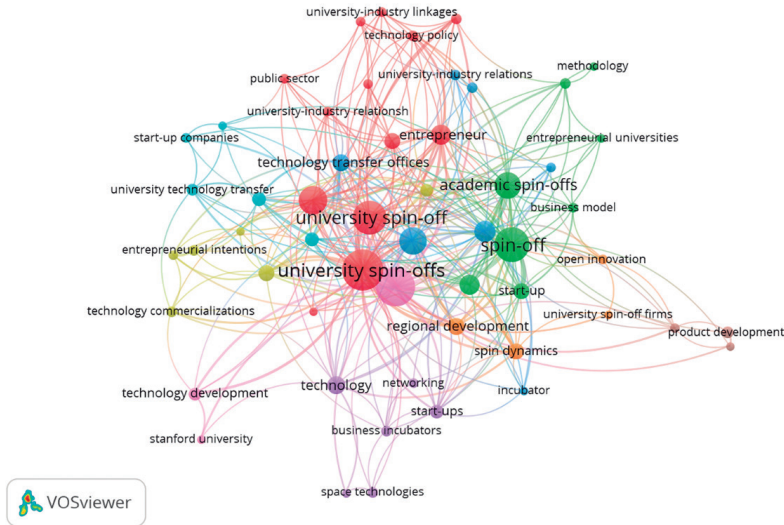 university-industry linkages
technology policy
methodology
university-industry relations
public sector
university-industry relationsh
entrepreneur
entrepreneurial universities
start-up companies
technology transfer offices
academic spin-offs
university technology transfer
business model
university spin-off
spin-off
entrepreneurial intentions
open innovation
university spin-offs
start-up
technology commercializations
university spin-off firms
regional development
product development
spin dynamics
technology
networking
incubator
technology development
start-ups
business incubators
stanford university
space technologies
VOSviewer